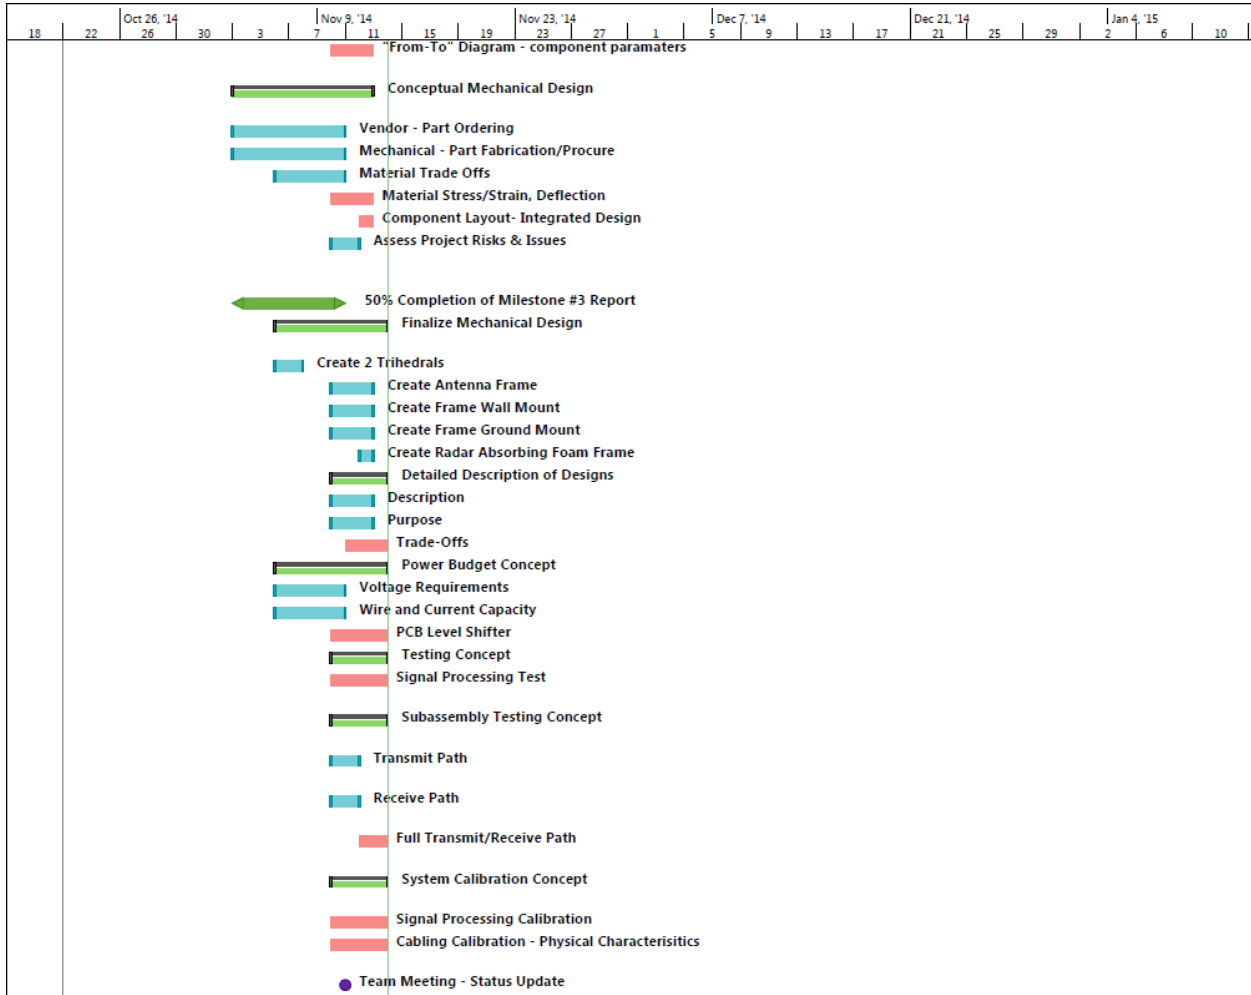 Oct 26, '14 Nov 9, '14 Nov 23, '14 Dec 7, '14 Dec 21, '14 Jan 4, '15
18 22 26 30 3 7 11 15 19 23 27 1 5 9 13 17 21 25 29 2 6 10
"From-To" Diagram - component paramaters
Conceptual Mechanical Design
Vendor - Part Ordering
Mechanical - Part Fabrication/Procure
Material Trade Offs
Material Stress/Strain, Deflection
Component Layout- Integrated Design
Assess Project Risks & Issues
50% Completion of Milestone #3 Report
Finalize Mechanical Design
Create 2 Trihedrals
Create Antenna Frame
Create Frame Wall Mount
Create Frame Ground Mount
Create Radar Absorbing Foam Frame
Detailed Description of Designs
Description
Purpose
Trade-Offs
Power Budget Concept
Voltage Requirements
Wire and Current Capacity
PCB Level Shifter
Testing Concept
Signal Processing Test
Subassembly Testing Concept
Transmit Path
Receive Path
Full Transmit/Receive Path
System Calibration Concept
Signal Processing Calibration
Cabling Calibration - Physical Characterisitics
Team Meeting - Status Update